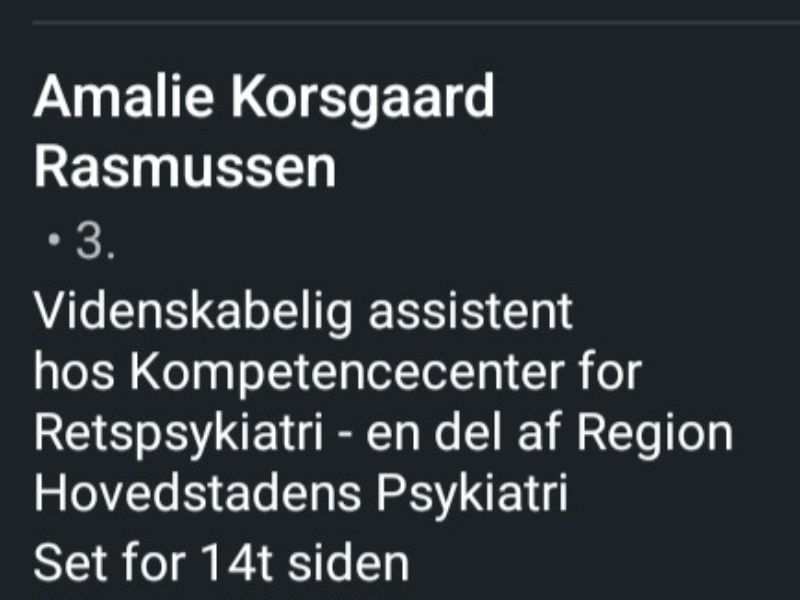 Amalie Korsgaard
Rasmussen
• 3.
Videnskabelig assistent
hos Kompetencecenter for
Retspsykiatri - en del af Region
Hovedstadens Psykiatri
Set for 14t siden